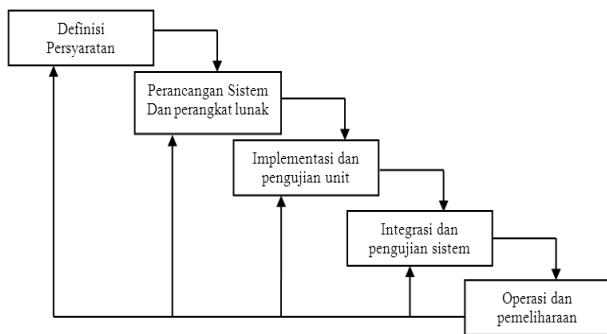 Definisi
Persyaratan
Perancangan Sistem
Dan perangkat lunak
Implementasi dan
pengujian unit
Integrasi dan
pengujian sistem
Operasi dan
pemeliharaan